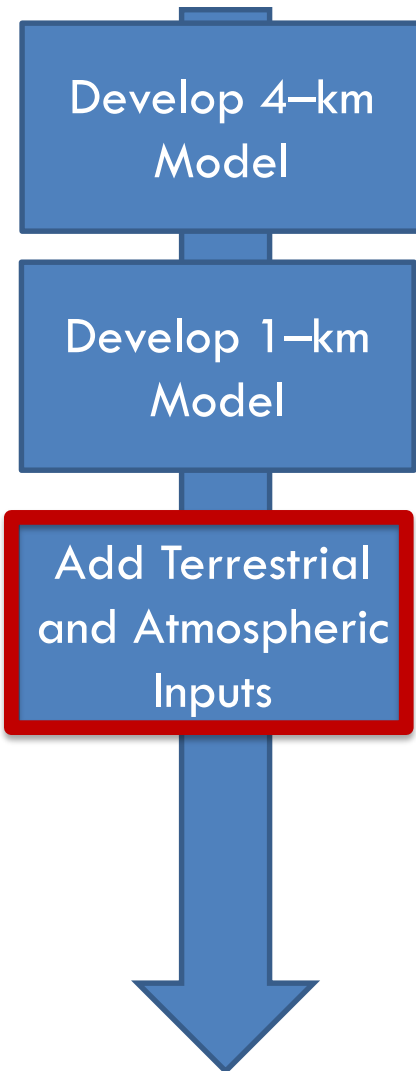 Develop 4–km
Model
Develop 1–km
Model
Add Terrestrial
and Atmospheric
Inputs